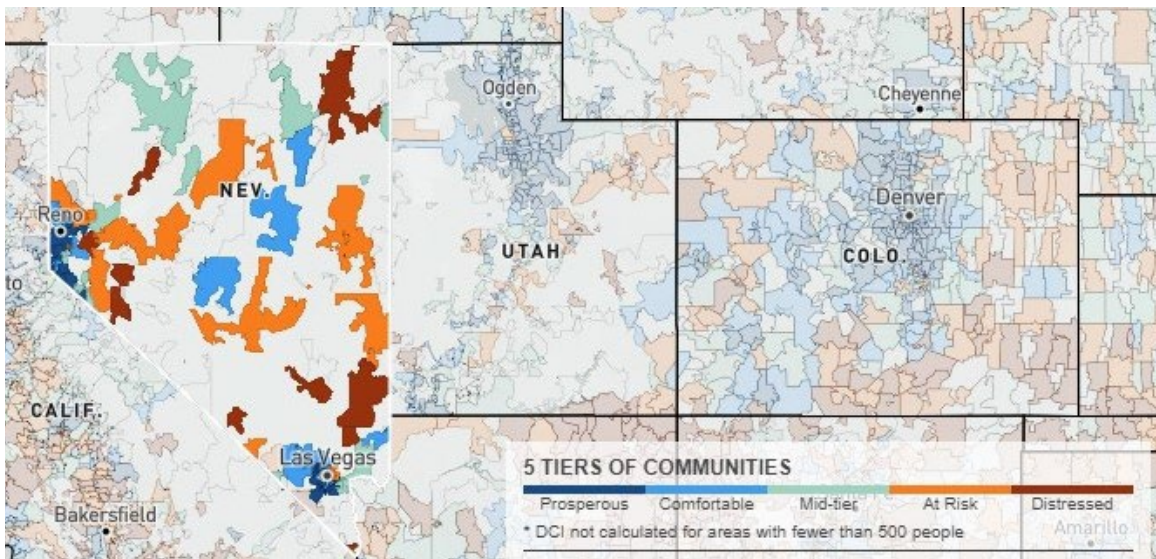 Ogden
Cheyenne
NEV.
Denver
Reno
UTAH
COLO.
to
CALIF.
Las Vegas
5 TIERS OF COMMUNITIES
Prosperous Comfortable Mid-tier At Risk Distressed
* DCI not calculated for areas with fewer than 500 people
Bakersfield
Amarillo